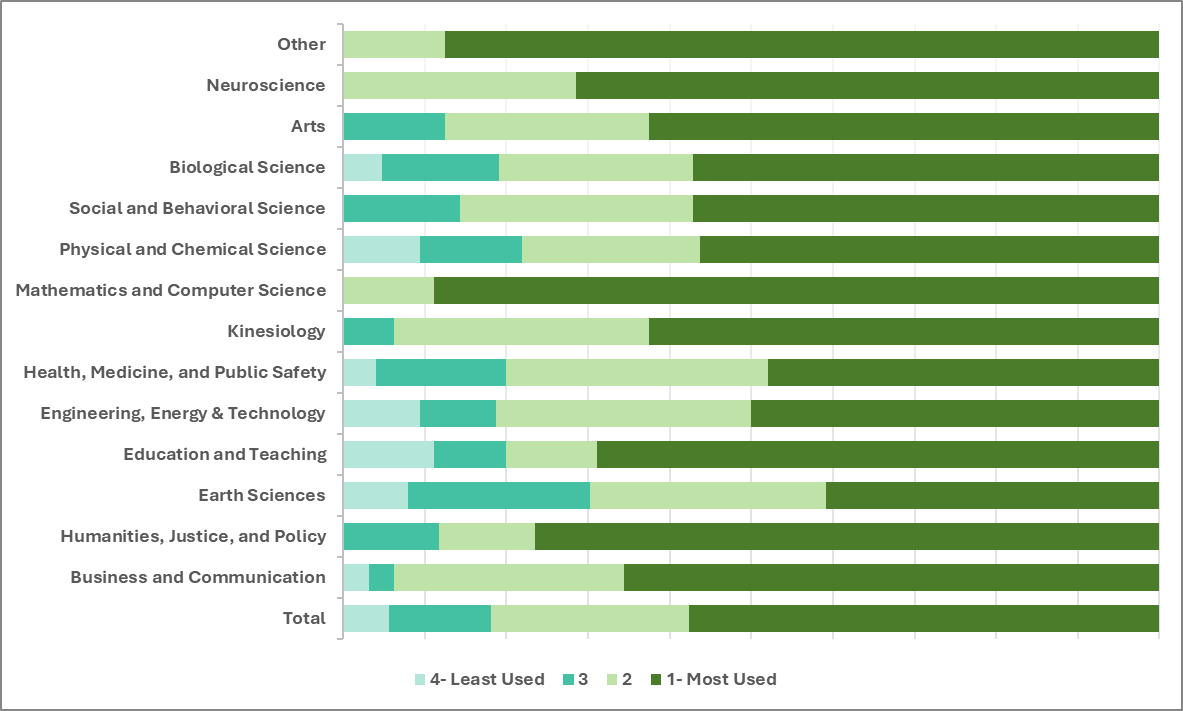 Other
Neuroscience
Arts
Biological Science
Social and Behavioral Science
Physical and Chemical Science
Mathematics and Computer Science
Kinesiology
Health, Medicine, and Public Safety
Engineering, Energy & Technology
Education and Teaching
Earth Sciences
Humanities, Justice, and Policy
Business and Communication
Total
4- Least Used 3 2 1- Most Used